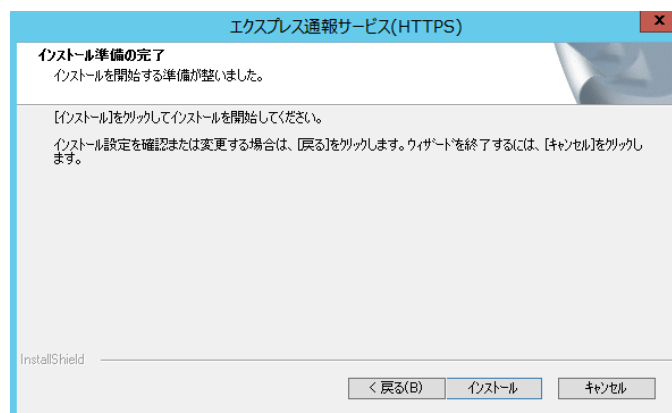 エクスプレス通報サービス(HTTPS)
x
インストール準備の完了
インストールを開始する準備が整いました。
[インストール]をクリックしてインストールを開始してください。
インストール設定を確認または変更する場合は、[戻る]をクリックします。ウィザードを終了するには、[キャンセル]をクリックし
ます。
InstallShield
< 戻る(B) インストール キャンセル